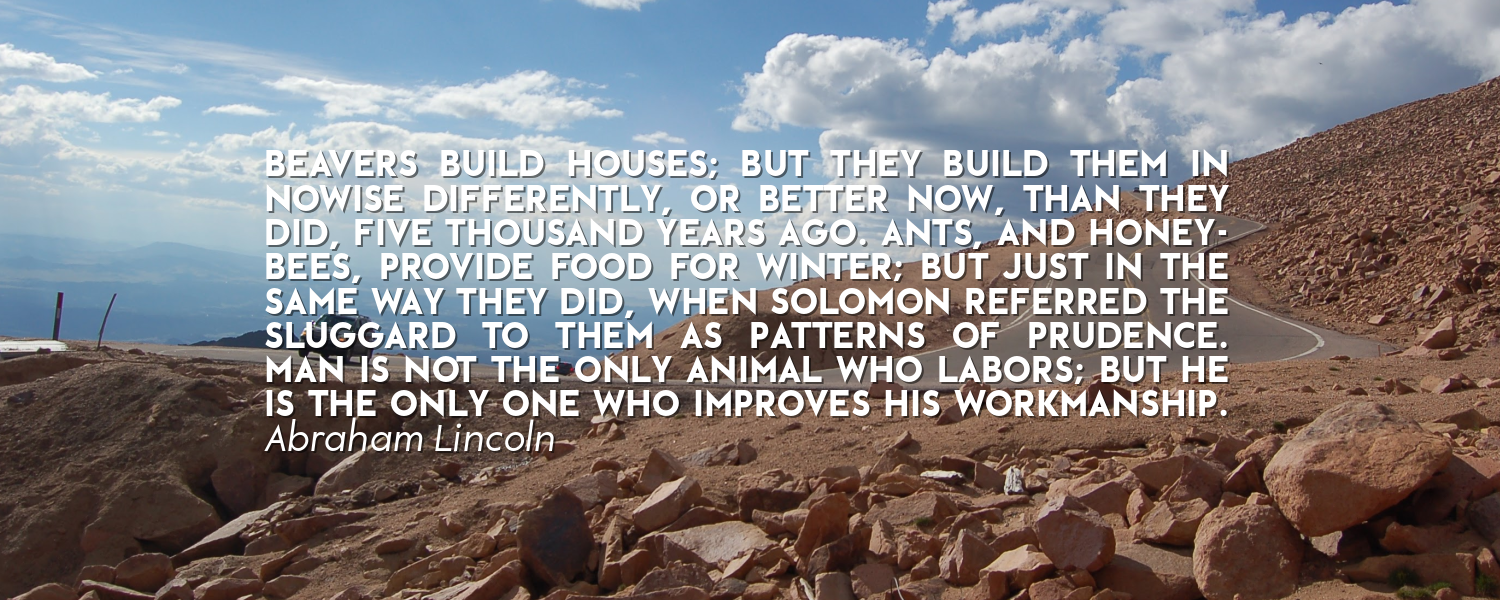 BEAVERS BUILD HOUSES; BUT THEY BUILD THEM IN
NOWISE DIFFERENTLY, OR BETTER NOW, THAN THEY
DID, FIVE THOUSAND YEARS AGO. ANTS, AND HONEY-
BEES, PROVIDE FOOD FOR WINTER; BUT JUST IN THE
SAME WAY THEY DID, WHEN SOLOMON REFERRED THE
SLUGGARD TO THEM AS PATTERNS OF PRUDENCE.
MAN IS NOT THE ONLY ANIMAL WHO LABORS; BUT HE
IS THE ONLY ONE WHO IMPROVES HIS WORKMANSHIP.
Abraham Lincoln